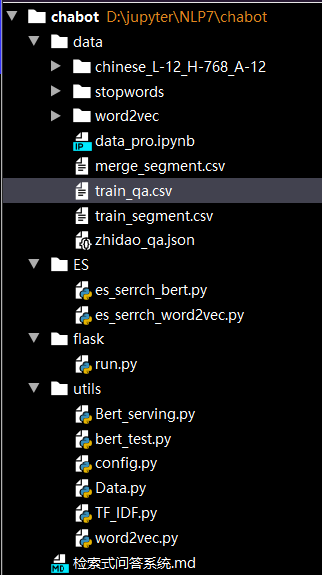 chabot D:\jupyter\NLP7\chabot
data
chinese_L-12_H-768_A-12
stopwords
word2vec
IP data_pro.ipynb
merge_segment.csv
train_qa.csv
train_segment.csv
zhidao_qa.json
ES
es_serrch_bert.py
es_serrch_word2vec.py
flask
run.py
utils
Bert_serving.py
bert_test.py
config.py
Data.py
TF_IDF.py
word2vec.py
MD 检索式问答系统.md